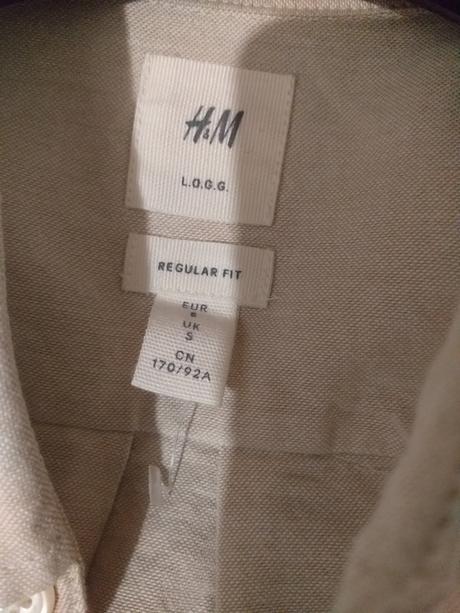 H&M
L.O.G.G.
REGULAR FIT
EUR
S
UK
S
CN
170/92A